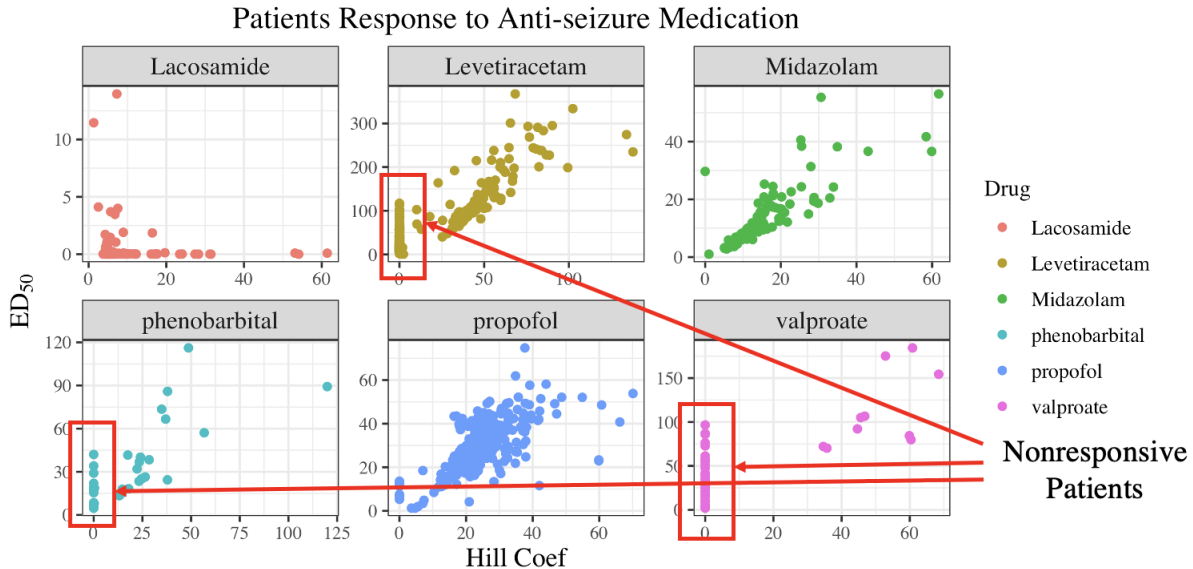 Patients Response to Anti-seizure Medication
Lacosamide
Levetiracetam
Midazolam
10
5
0
0
20
40
60
300
200
100
0
0
50
100
40
20
0
0
20
40
60
phenobarbital
propofol
valproate
120
90
60
30
0
0
25
50
75
100
125
60
40
20
0
0
20
40
60
150
100
50
0
0
20
40
60
ED50
Hill Coef
Drug
Lacosamide
Levetiracetam
Midazolam
phenobarbital
propofol
valproate
Nonresponsive
Patients